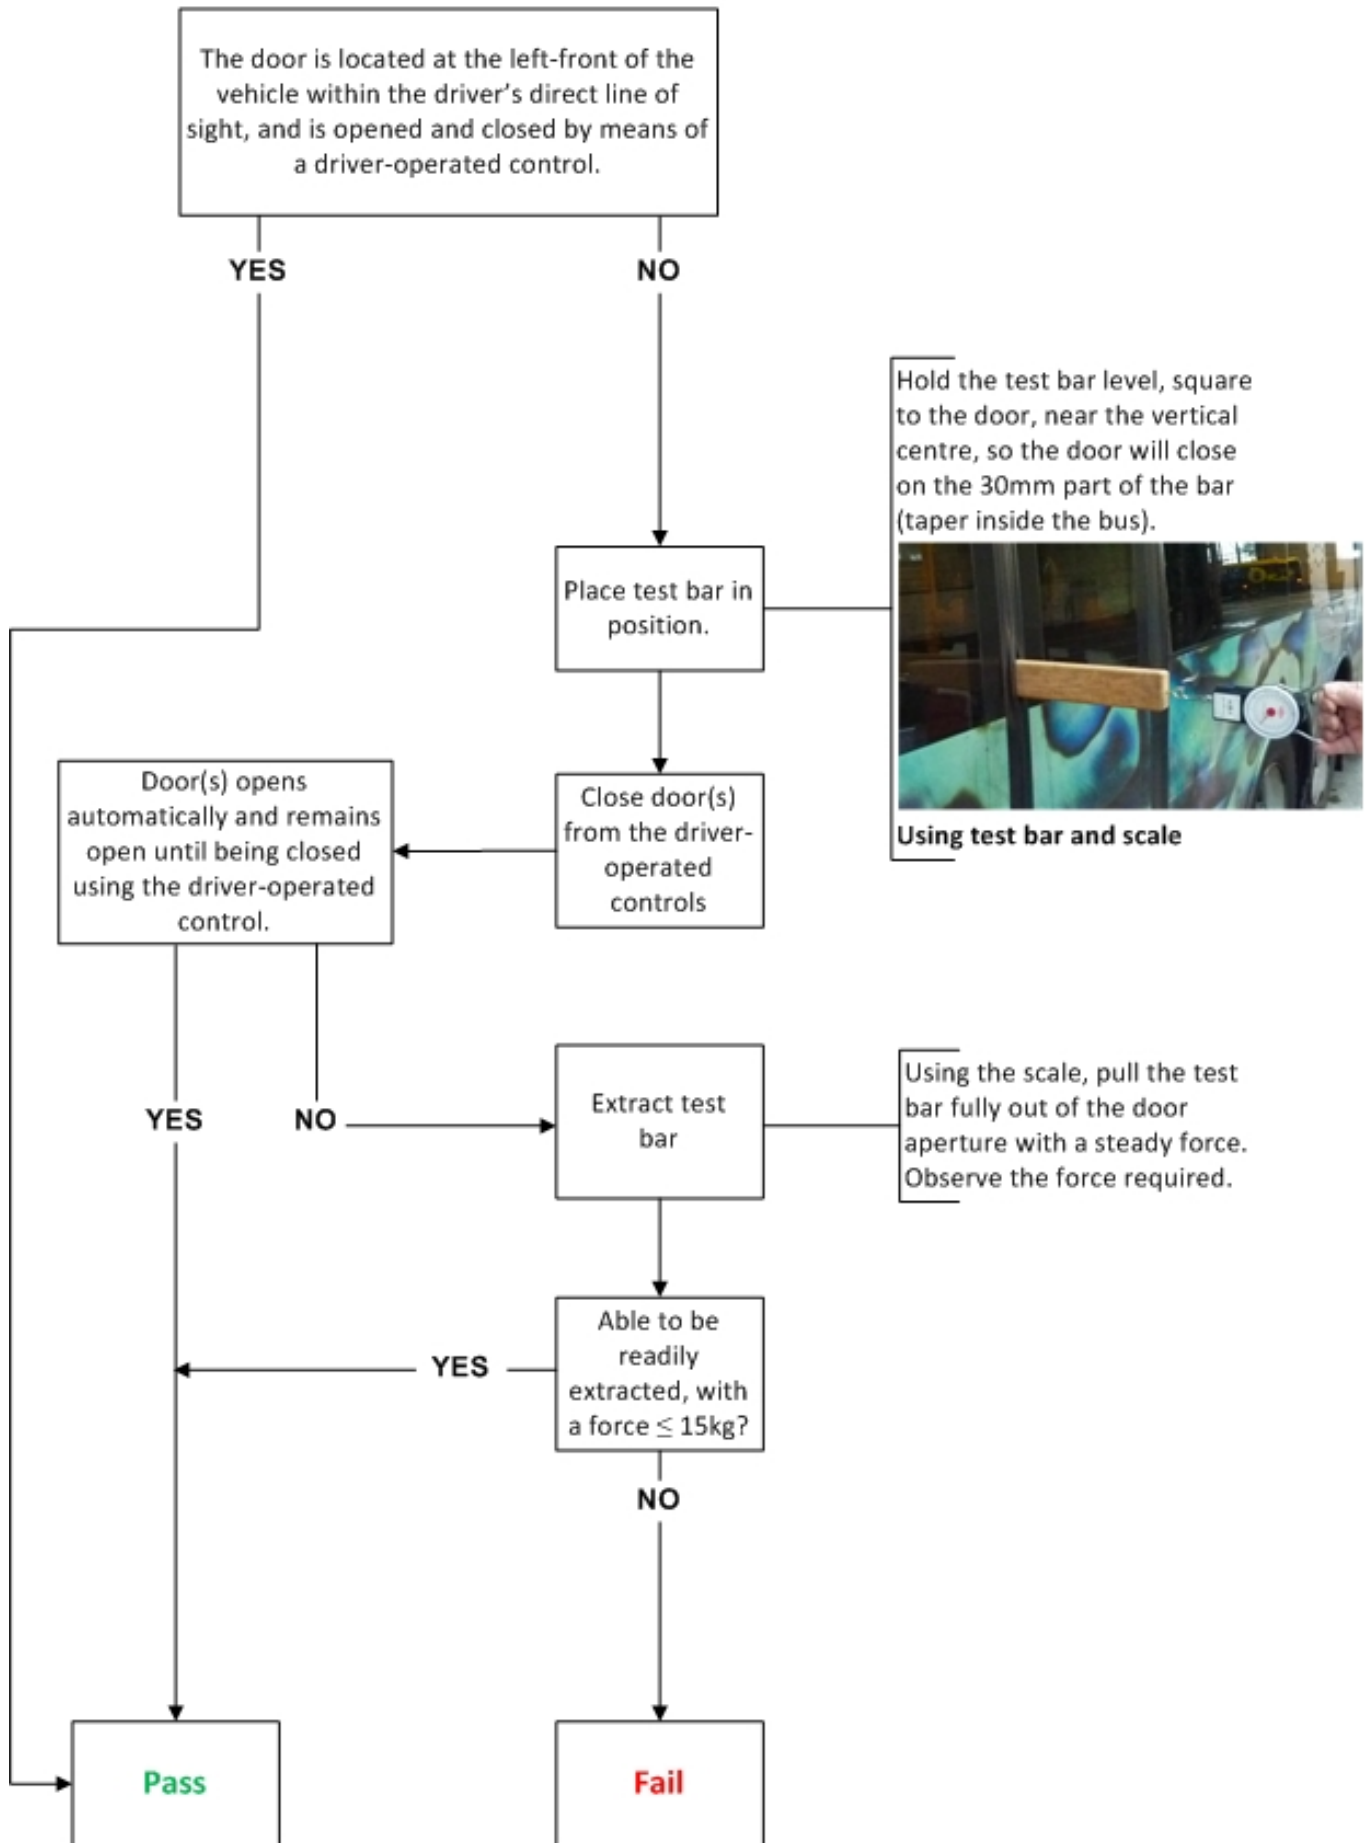 The door is located at the left-front of the
vehicle within the driver’s direct line of
sight, and is opened and closed by means of
a driver-operated control.
YES
NO
Hold the test bar level, square
to the door, near the vertical
centre, so the door will close
on the 30mm part of the bar
(taper inside the bus).
Place test bar in
position.
Using test bar and scale
Close door(s)
from the driver-
operated
controls
Door(s) opens
automatically and remains
open until being closed
using the driver-operated
control.
YES
NO
Extract test
bar
Using the scale, pull the test
bar fully out of the door
aperture with a steady force.
Observe the force required.
Able to be
readily
extracted, with
a force ≤ 15kg?
YES
NO
Pass
Fail